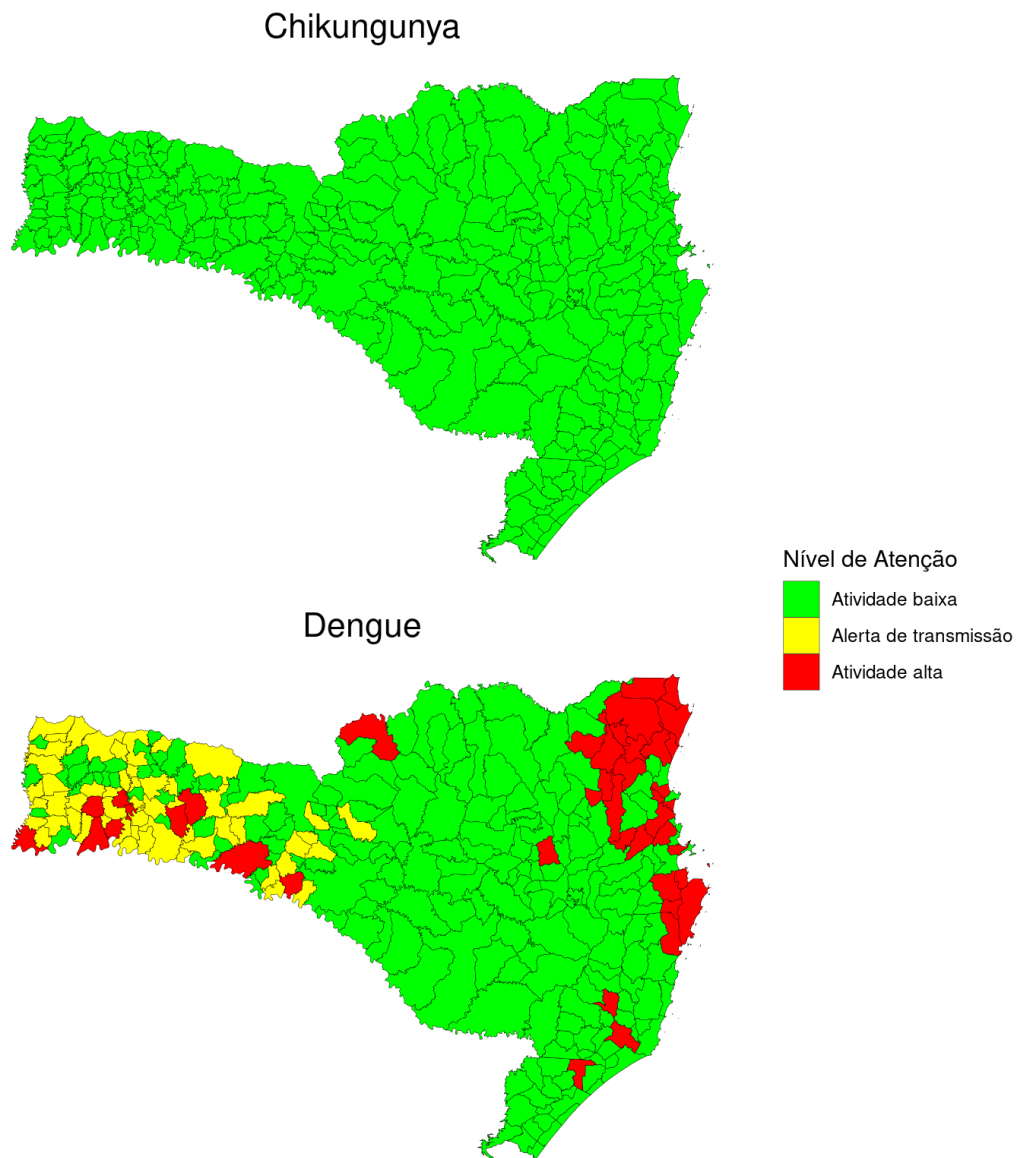 Chikungunya
Nível de Atenção
Atividade baixa
Alerta de transmissão
Atividade alta
Dengue